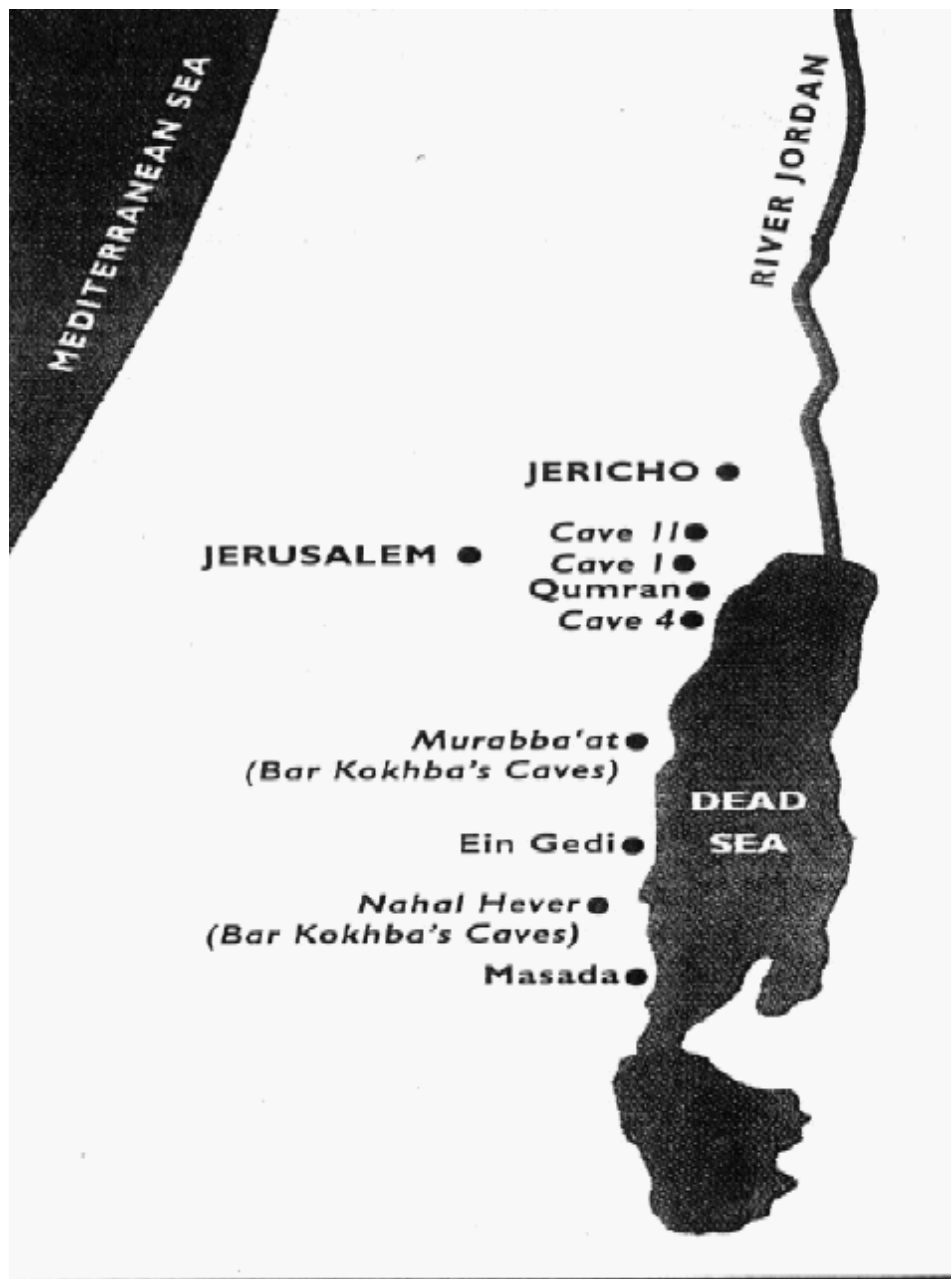 MEDITERRANEAN SEA
RIVER JORDAN
JERICHO
Cave 11
JERUSALEM
Cave 1
Qumran
Cave 4
Murabba‘at
(Bar Kokhba's Caves)
DEAD
SEA
Ein Gedi
Nahal Hever
(Bar Kokhba's Caves)
Masada